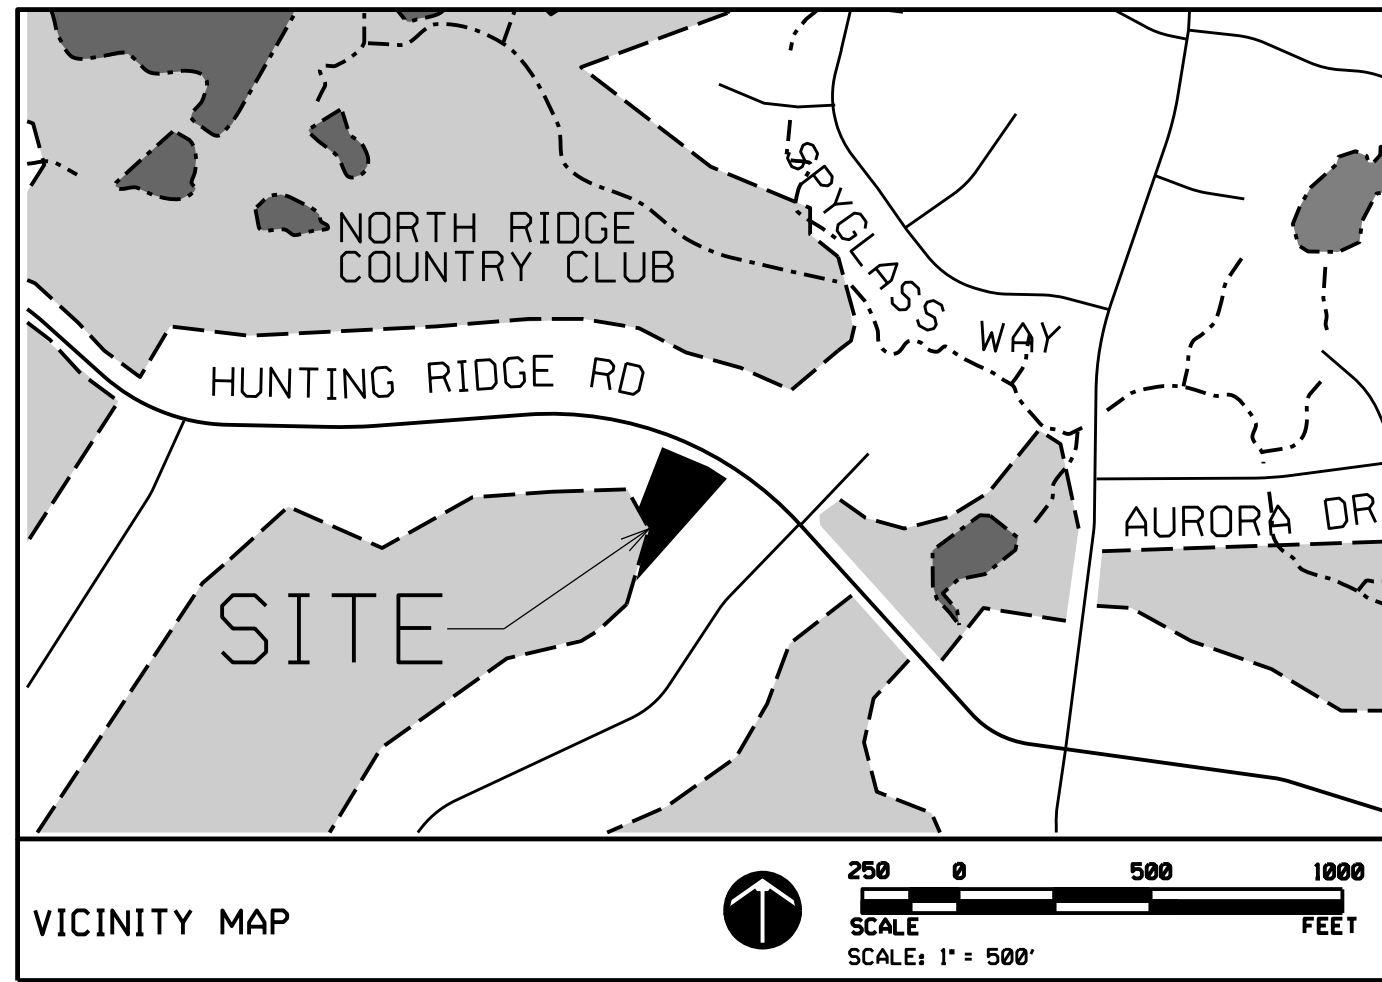 NORTH RIDGE
COUNTRY CLUB
SPYGLASS WAY
HUNTING RIDGE RD
AURORA DR
SITE
VICINITY MAP
250 0 500 1000
SCALE FEET
SCALE: 1" = 500'